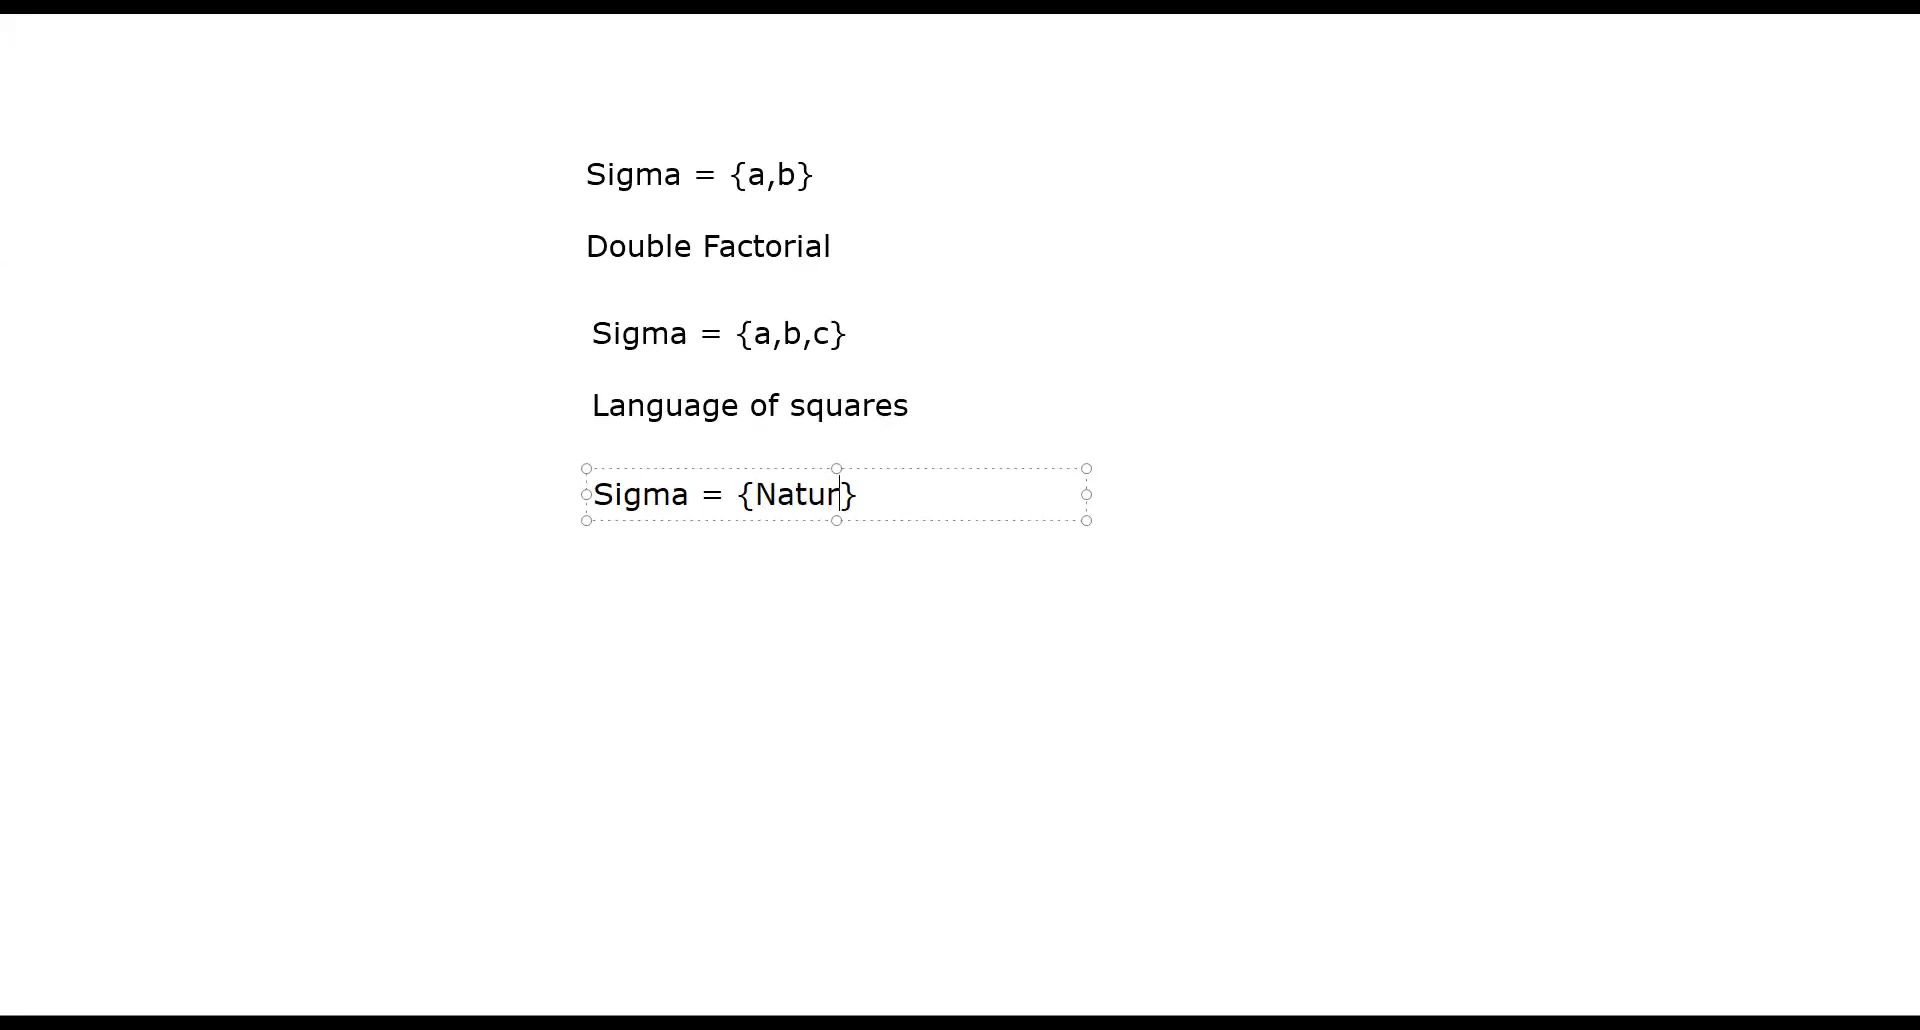 Sigma = {a,b}
Double Factorial
Sigma = {a,b,c}
Language of squares
Sigma = {Natur}